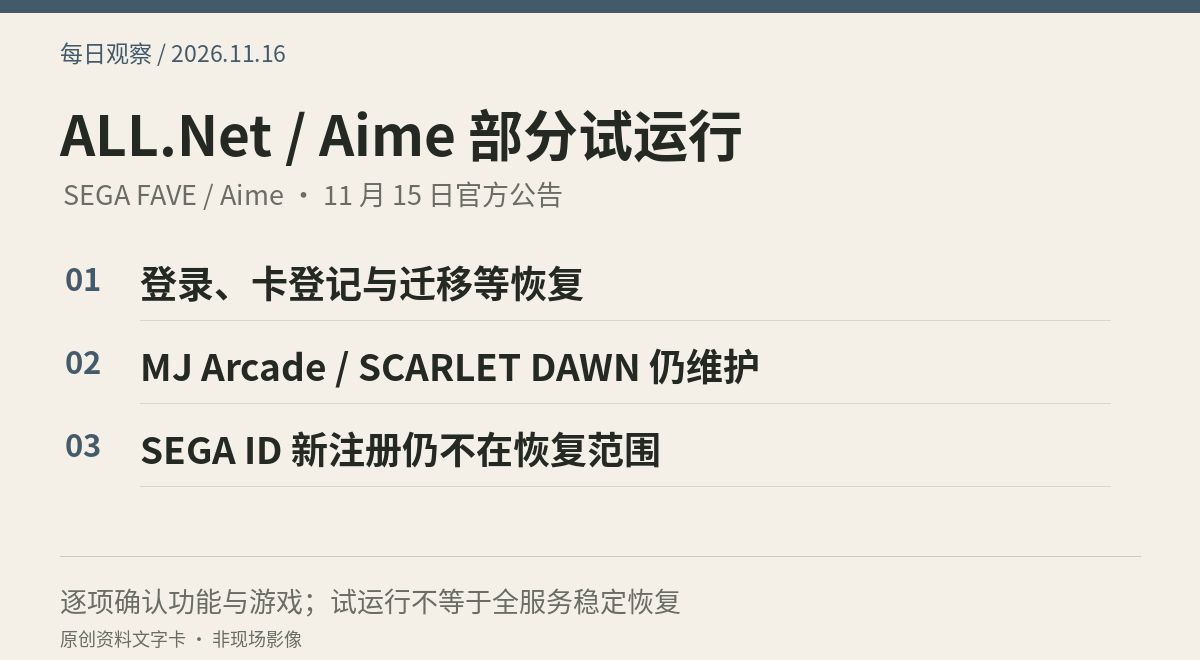 每日观察 / 2026.11.16
ALL.Net / Aime 部分试运行
SEGA FAVE / Aime ・ 11 月 15 日官方公告
01 登录、卡登记与迁移等恢复
02 MJ Arcade / SCARLET DAWN 仍维护
03 SEGA ID 新注册仍不在恢复范围
逐项确认功能与游戏；试运行不等于全服务稳定恢复
原创资料文字卡 ・ 非现场影像